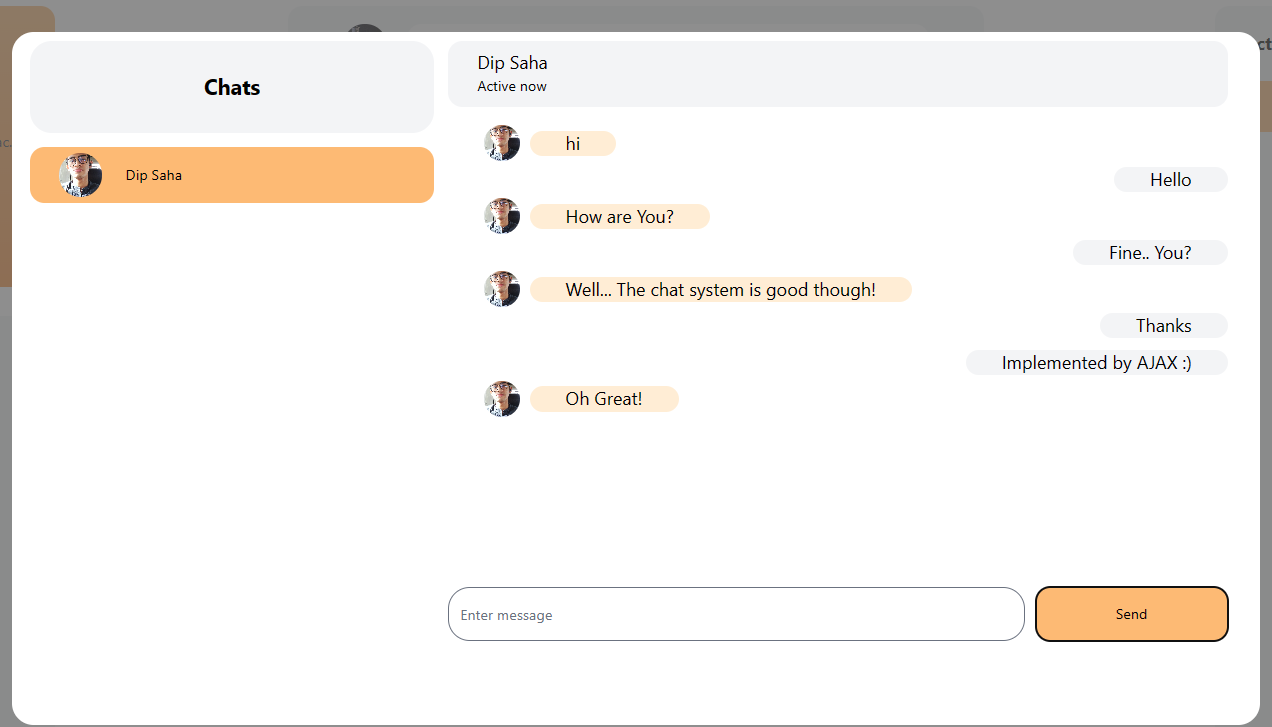 Chats
Dip Saha
Dip Saha
Active now
hi
Hello
How are You?
Fine.. You?
Well... The chat system is good though!
Thanks
Implemented by AJAX :)
Oh Great!
Enter message
Send